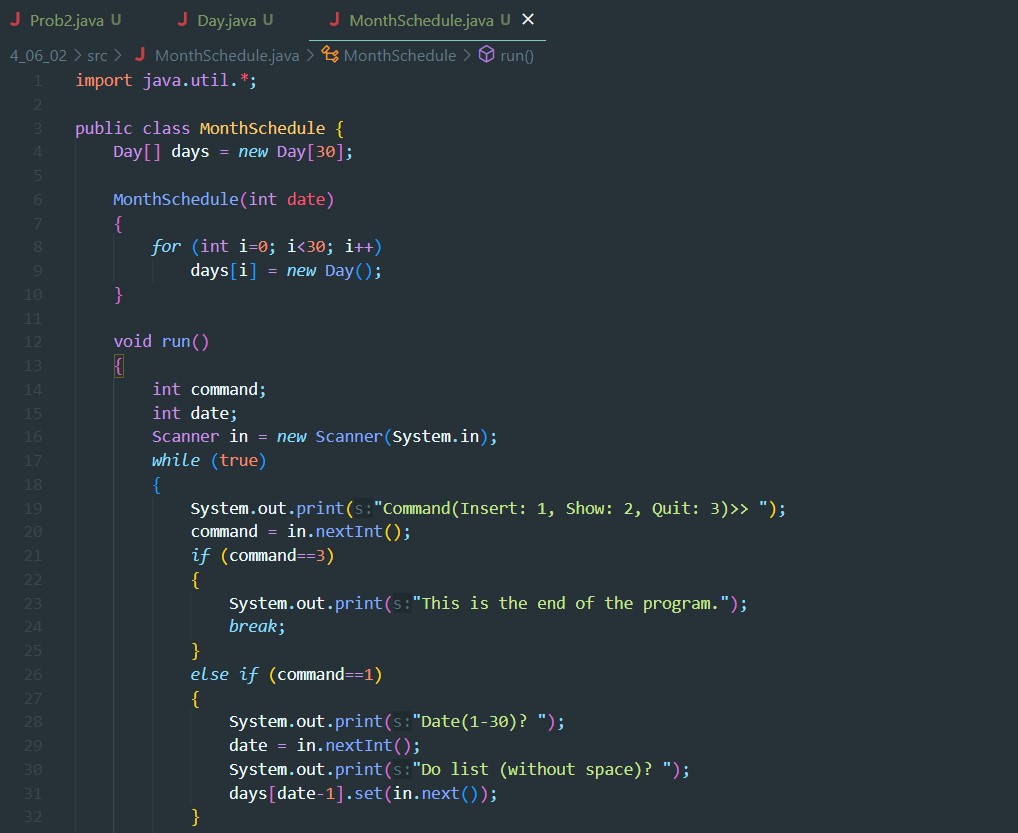 J Prob2.java U J Day.java U J MonthSchedule.java U ×
4_06_02 > src > J MonthSchedule.java > MonthSchedule > run()
1 import java.util.*;
2
3 public class MonthSchedule {
4 Day[] days = new Day[30];
5
6 MonthSchedule(int date)
7 {
8 for (int i=0; i<30; i++)
9 days[i] = new Day();
10 }
11
12 void run()
13 {
14 int command;
15 int date;
16 Scanner in = new Scanner(System.in);
17 while (true)
18 {
19 System.out.print(s:"Command(Insert: 1, Show: 2, Quit: 3)>> ");
20 command = in.nextInt();
21 if (command==3)
22 {
23 System.out.print(s:"This is the end of the program.");
24 break;
25 }
26 else if (command==1)
27 {
28 System.out.print(s:"Date(1-30)? ");
29 date = in.nextInt();
30 System.out.print(s:"Do list (without space)? ");
31 days[date-1].set(in.next());
32 }